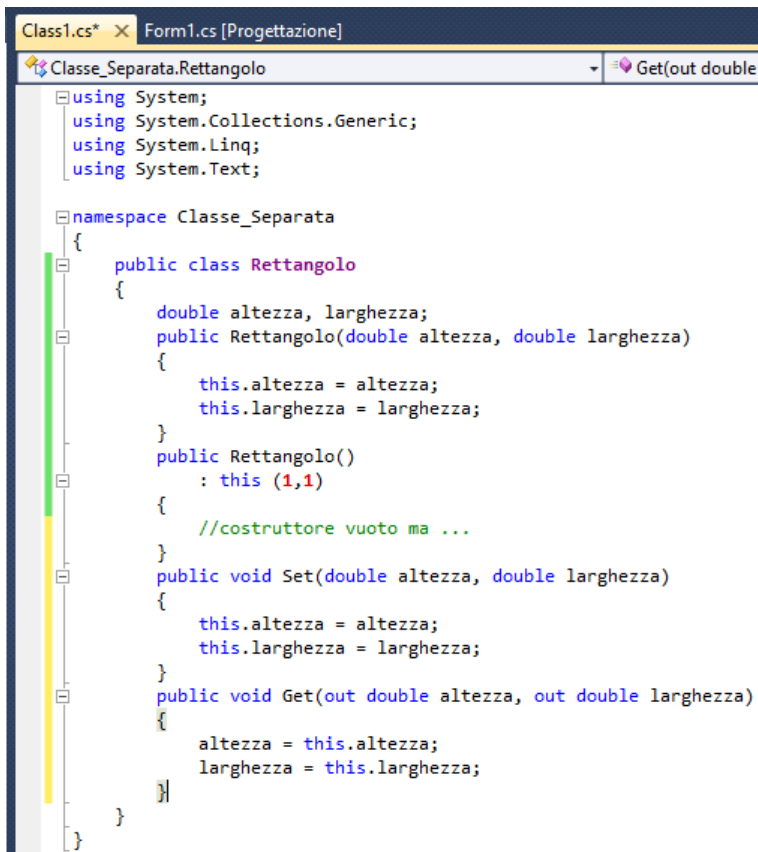 Class1.cs* × Form1.cs [Progettazione]
Classe_Separata.Rettangolo Get(out double
using System;
using System.Collections.Generic;
using System.Linq;
using System.Text;
namespace Classe_Separata
{
public class Rettangolo
{
double altezza, larghezza;
public Rettangolo(double altezza, double larghezza)
{
this.altezza = altezza;
this.larghezza = larghezza;
}
public Rettangolo()
: this (1,1)
{
//costruttore vuoto ma ...
}
public void Set(double altezza, double larghezza)
{
this.altezza = altezza;
this.larghezza = larghezza;
}
public void Get(out double altezza, out double larghezza)
{
altezza = this.altezza;
larghezza = this.larghezza;
}
}
}